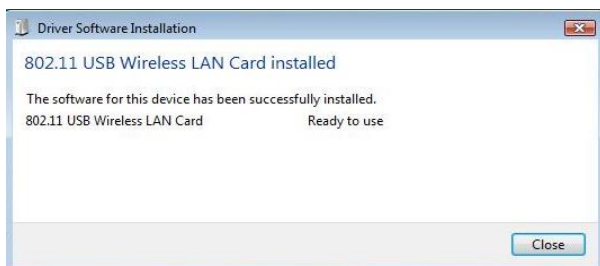 Driver Software Installation
802.11 USB Wireless LAN Card installed
The software for this device has been successfully installed.
802.11 USB Wireless LAN Card Ready to use
Close